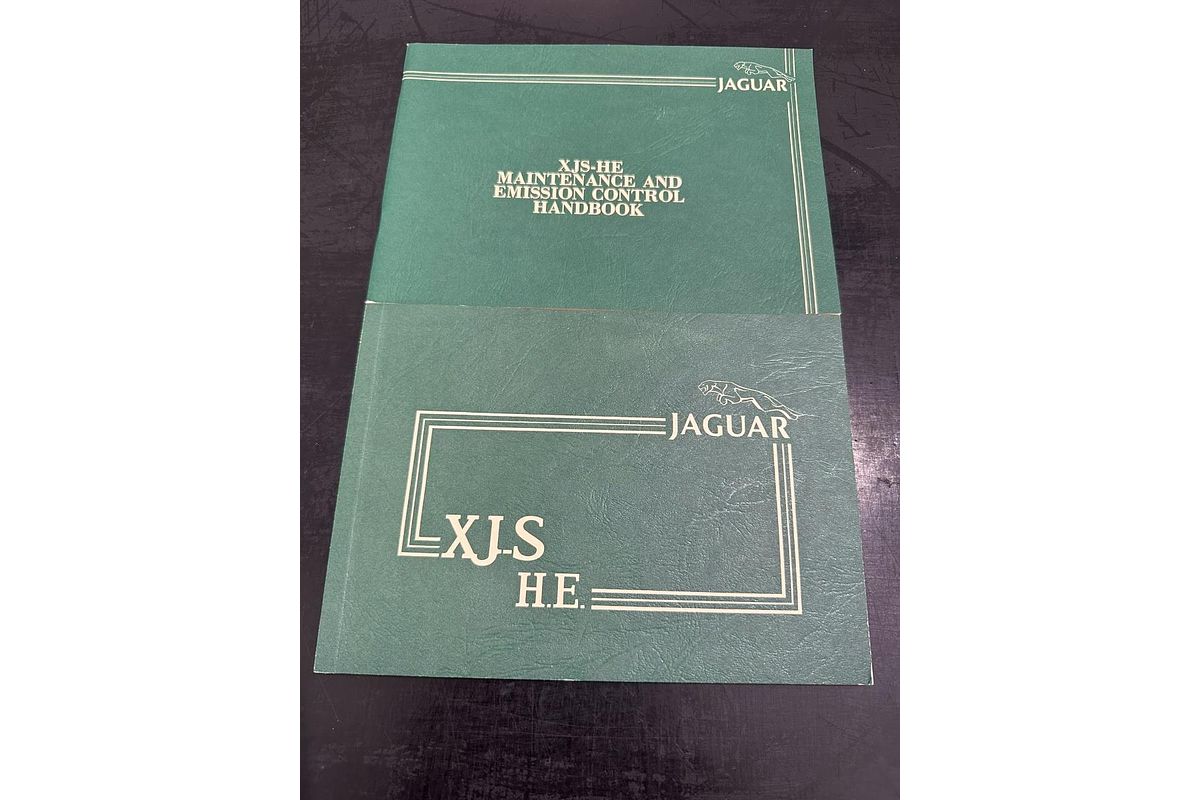 JAGUAR
XJS-HE
MAINTENANCE AND
EMISSION CONTROL
HANDBOOK
JAGUAR
XJ-S
H.E.